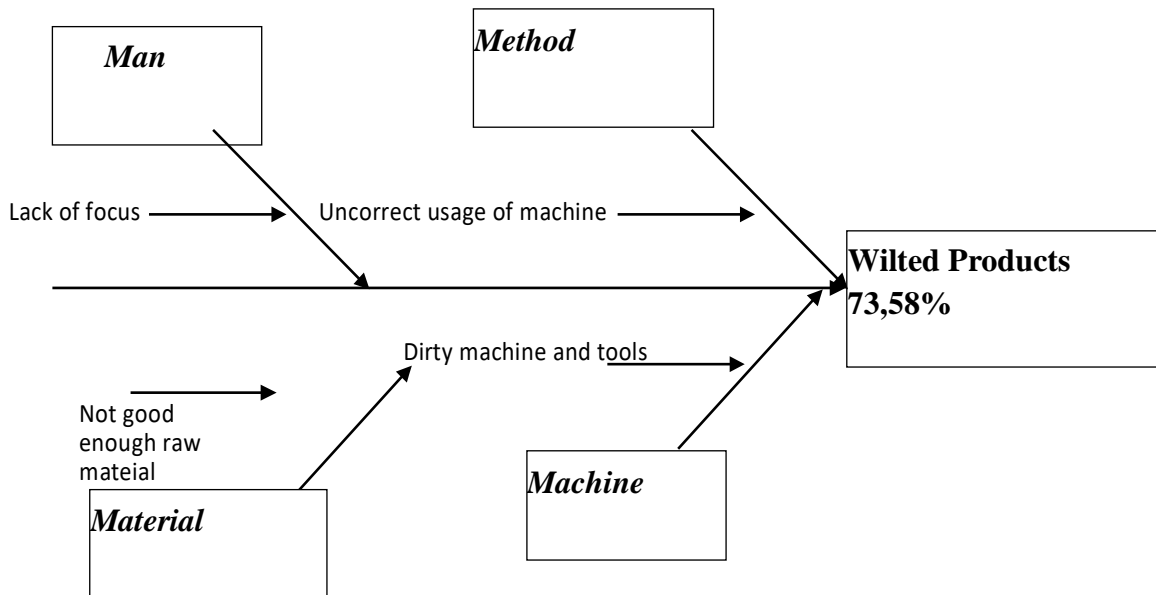 Man
Method
Lack of focus
Uncorrect usage of machine
Wilted Products
73,58%
Dirty machine and tools
Not good
enough raw
mateial
Machine
Material